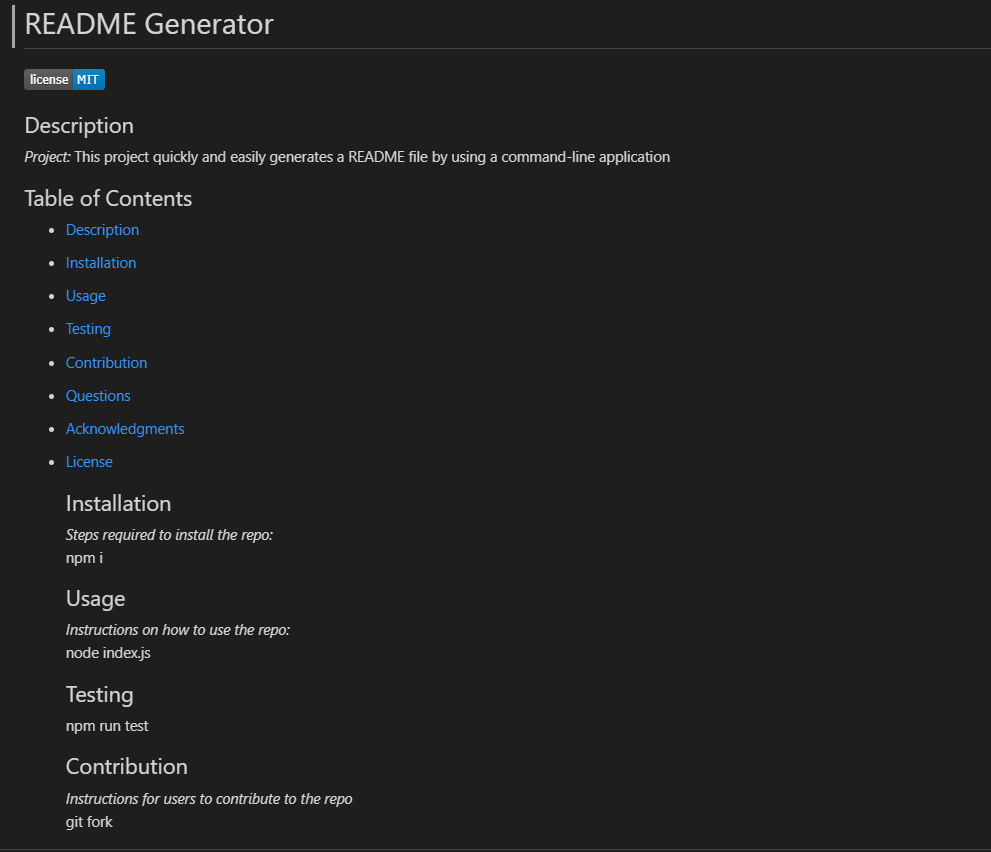 README Generator
license MIT
Description
Project: This project quickly and easily generates a README file by using a command-line application
Table of Contents
Description
Installation
Usage
Testing
Contribution
Questions
Acknowledgments
License
Installation
Steps required to install the repo:
npm i
Usage
Instructions on how to use the repo:
node index.js
Testing
npm run test
Contribution
Instructions for users to contribute to the repo
git fork